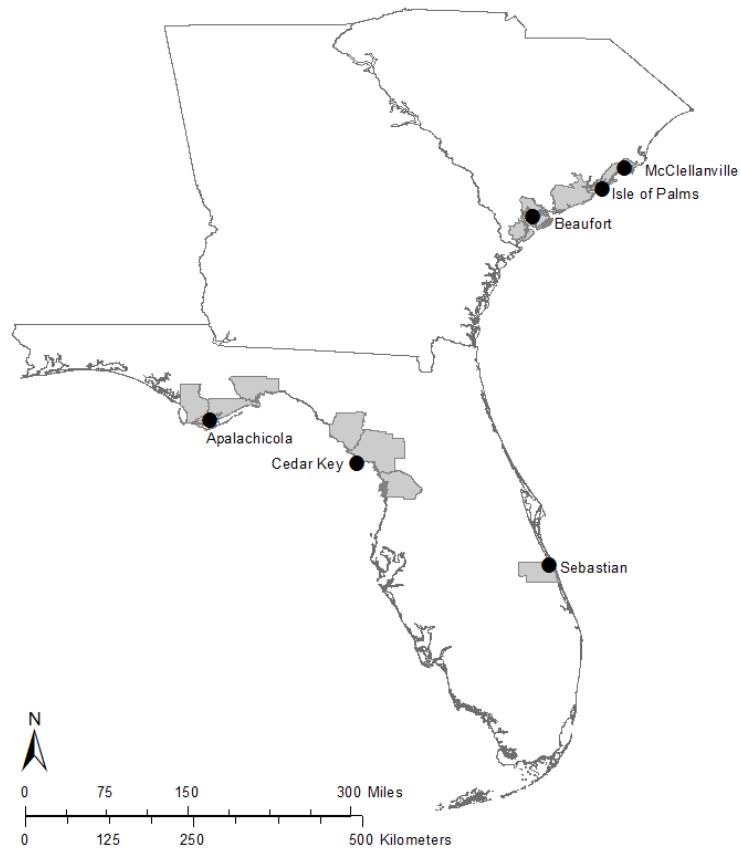 McClellanville
Isle of Palms
Beaufort
Apalachicola
Cedar Key
Sebastian
N
0 75 150 300 Miles
0 125 250 500 Kilometers